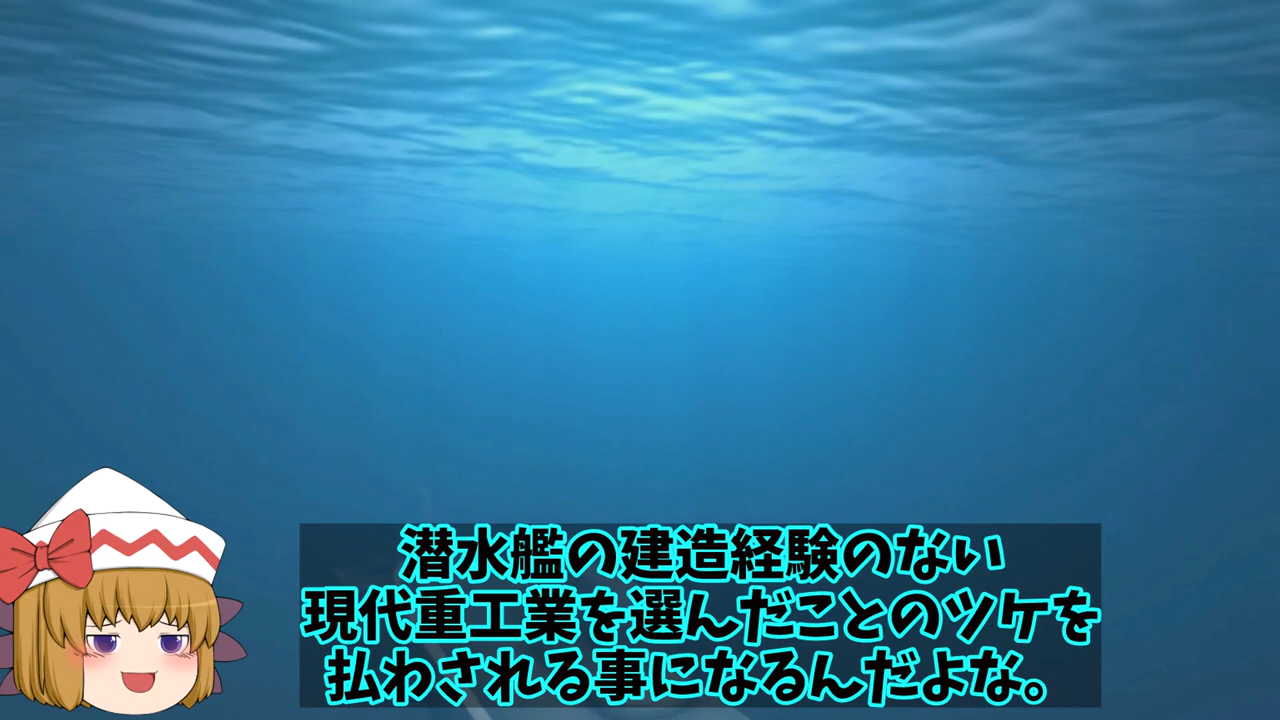 潜水艦の建造経験のない
現代重工業を選んだことのツケを
払わされる事になるんだよな。